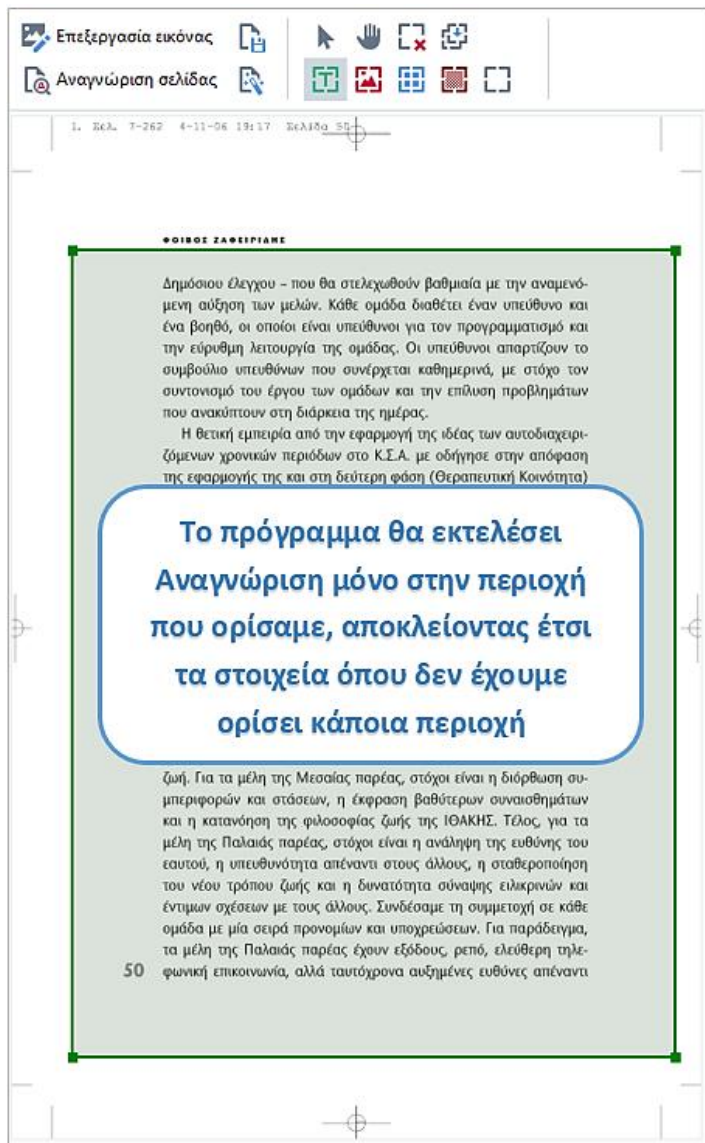 Επεξεργασία εικόνας
Αναγνώριση σελίδας
1. Σελ. 7-262 4-11-06 19:17 Σελίδα 50
ΦΟΙΒΟΣ ΖΑΦΕΙΡΙΔΗΣ
Δημόσιου έλεγχου – που θα στελεχωθούν βαθμιαία με την αναμενό-
μενη αύξηση των μελών. Κάθε ομάδα διαθέτει έναν υπεύθυνο και
ένα βοηθό, οι οποίοι είναι υπεύθυνοι για τον προγραμματισμό και
την εύρυθμη λειτουργία της ομάδας. Οι υπεύθυνοι απαρτίζουν το
συμβούλιο υπευθύνων που συνέρχεται καθημερινά, με στόχο τον
συντονισμό του έργου των ομάδων και την επίλυση προβλημάτων
που ανακύπτουν στη διάρκεια της ημέρας.
Η θετική εμπειρία από την εφαρμογή της ιδέας των αυτοδιαχειρι-
ζόμενων χρονικών περιόδων στο Κ.Σ.Α. με οδήγησε στην απόφαση
της εφαρμογής της και στη δεύτερη φάση (Θεραπευτική Κοινότητα)
Το πρόγραμμα θα εκτελέσει
Αναγνώριση μόνο στην περιοχή
που ορίσαμε, αποκλείοντας έτσι
τα στοιχεία όπου δεν έχουμε
ορίσει κάποια περιοχή
ζωή. Για τα μέλη της Μεσαίας παρέας, στόχοι είναι η διόρθωση συ-
μπεριφορών και στάσεων, η έκφραση βαθύτερων συναισθημάτων
και η κατανόηση της φιλοσοφίας ζωής της ΙΘΑΚΗΣ. Τέλος, για τα
μέλη της Παλαιάς παρέας, στόχοι είναι η ανάληψη της ευθύνης του
εαυτού, η υπευθυνότητα απέναντι στους άλλους, η σταθεροποίηση
του νέου τρόπου ζωής και η δυνατότητα σύναψης ειλικρινών και
έντιμων σχέσεων με τους άλλους. Συνδέσαμε τη συμμετοχή σε κάθε
ομάδα με μία σειρά προνομίων και υποχρεώσεων. Για παράδειγμα,
τα μέλη της Παλαιάς παρέας έχουν εξόδους, ρεπό, ελεύθερη τηλε-
50 φωνική επικοινωνία, αλλά ταυτόχρονα αυξημένες ευθύνες απέναντι